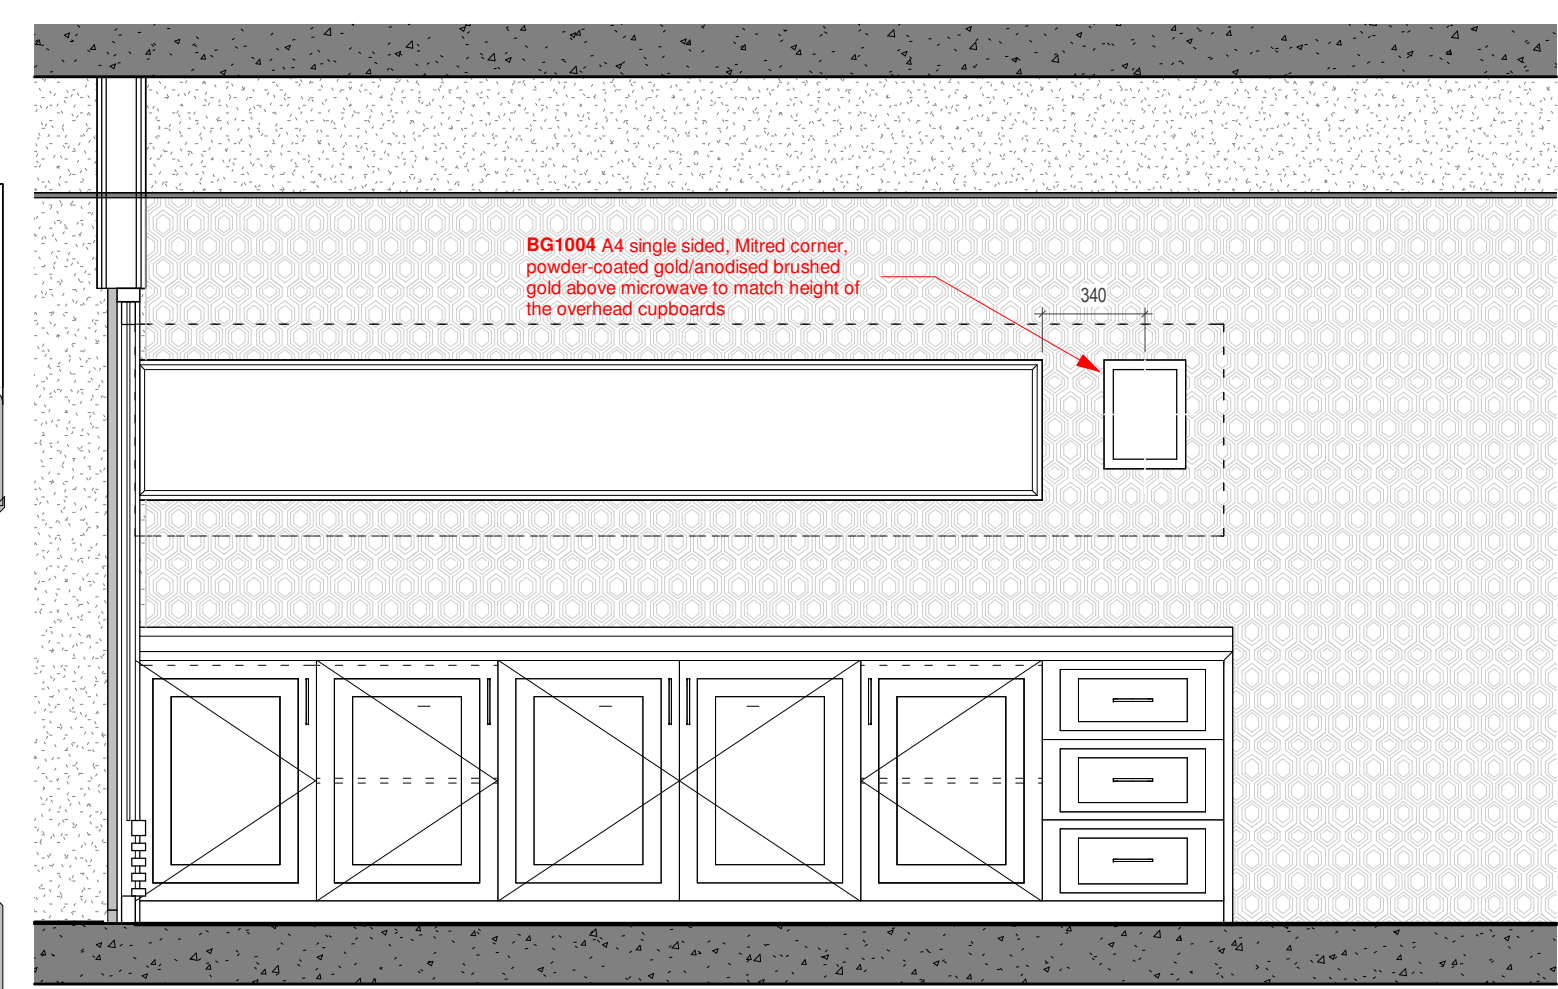 BG1004 A4 single sided, Mitred corner,
powder-coated gold/anodised brushed
gold above microwave to match height of
the overhead cupboards
340